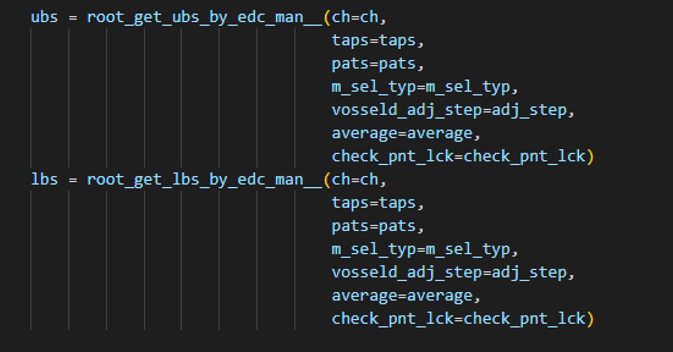 ubs = root_get_ubs_by_edc_man__(ch=ch,
taps=taps,
pats=pats,
m_sel_typ=m_sel_typ,
vosseld_adj_step=adj_step,
average=average,
check_pnt_lck=check_pnt_lck)
lbs = root_get_lbs_by_edc_man__(ch=ch,
taps=taps,
pats=pats,
m_sel_typ=m_sel_typ,
vosseld_adj_step=adj_step,
average=average,
check_pnt_lck=check_pnt_lck)